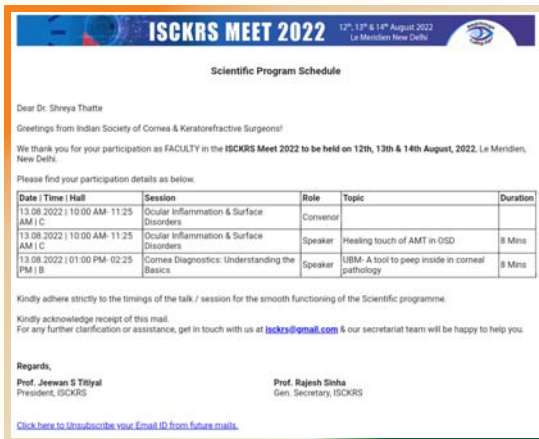 ISCKRS MEET 2022
12th, 13th & 14th August 2022
Le Meridien New Delhi
Scientific Program Schedule
Dear Dr. Shreya Thatte
Greetings from Indian Society of Cornea & Keratorefractive Surgeons!
We thank you for your participation as FACULTY in the ISCKRS Meet 2022 to be held on 12th, 13th & 14th August, 2022, Le Meridien,
New Delhi.
Please find your participation details as below.
Date | Time | Hall Session Role Topic Duration
13.08.2022 | 10:00 AM- 11:25 AM | C Ocular Inflammation & Surface Disorders Convenor
13.08.2022 | 10:00 AM- 11:25 AM | C Ocular Inflammation & Surface Disorders Speaker Healing touch of AMT in OSD 8 Mins
13.08.2022 | 01:00 PM- 02:25 PM | B Cornea Diagnostics: Understanding the Basics Speaker UBM- A tool to peep inside in corneal pathology 8 Mins
Kindly adhere strictly to the timings of the talk / session for the smooth functioning of the Scientific programme.
Kindly acknowledge receipt of this mail.
For any further clarification or assistance, get in touch with us at isckrs@gmail.com & our secretariat team will be happy to help you.
Regards,
Prof. Jeewan S Titiyal
President, ISCKRS
Prof. Rajesh Sinha
Gen. Secretary, ISCKRS
Click here to Unsubscribe your Email ID from future mails.